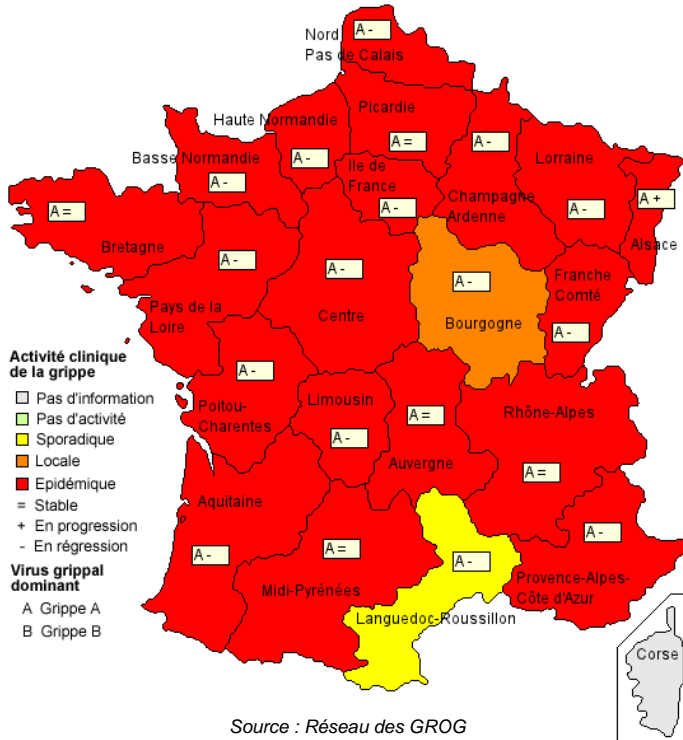 Nord
Pas de Calais
A -
Haute Normandie
A -
Picardie
A =
A -
Champagne
Ardenne
Lorraine
A -
A +
Alsace
Basse Normandie
A -
Ile de
France
A -
A =
Bretagne
A -
Pays de la
Loire
A -
Centre
A -
Bourgogne
Franche
Comté
A -
A -
Poitou-
Charentes
Limousin
A -
A =
Auvergne
Rhône-Alpes
A =
Aquitaine
A -
A =
Midi-Pyrénées
A -
Languedoc-Roussillon
A -
Provence-Alpes-
Côte d'Azur
Corse
Activité clinique
de la grippe
Pas d'information
Pas d'activité
Sporadique
Locale
Epidémique
= Stable
+ En progression
- En régression
Virus grippal
dominant
A Grippe A
B Grippe B
Source : Réseau des GROG